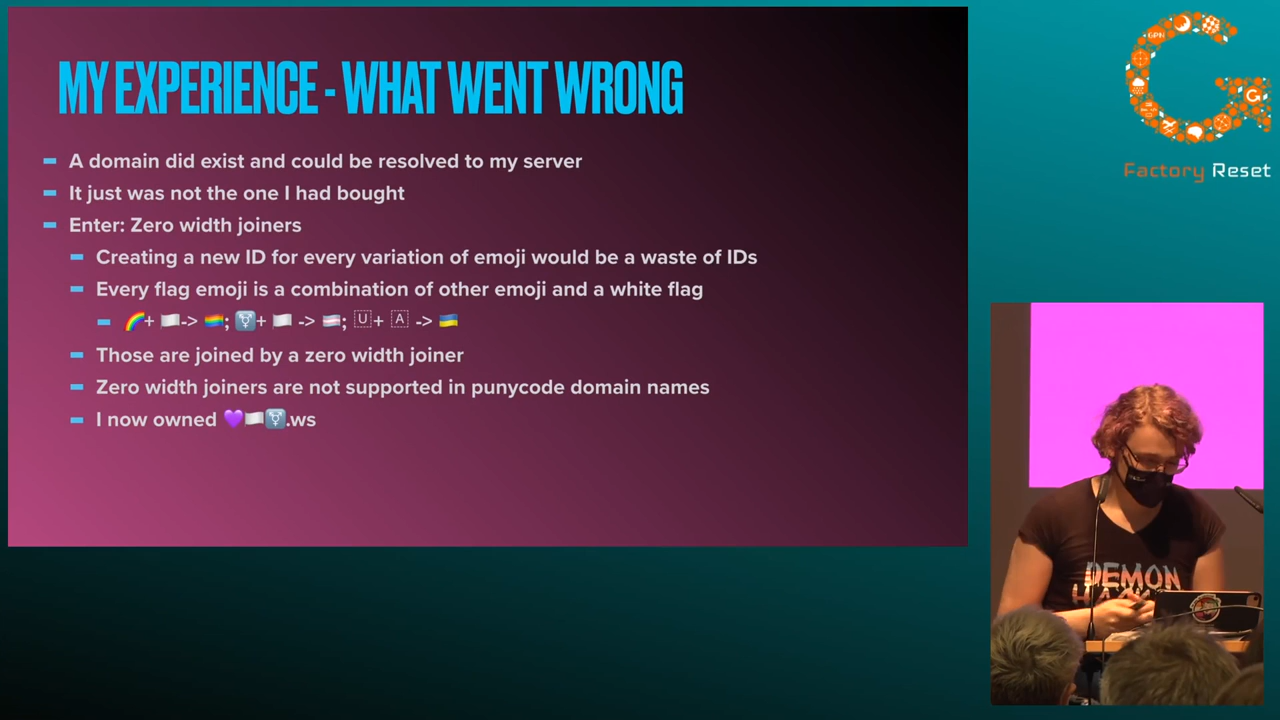 MY EXPERIENCE - WHAT WENT WRONG
A domain did exist and could be resolved to my server
It just was not the one I had bought
Enter: Zero width joiners
Creating a new ID for every variation of emoji would be a waste of IDs
Every flag emoji is a combination of other emoji and a white flag
🌈+ 🏳️-> 🏳️‍🌈; ⚧️+ 🏳️ -> 🏳️‍⚧️; 🇺+ 🇦 -> 🇺🇦
Those are joined by a zero width joiner
Zero width joiners are not supported in punycode domain names
I now owned 💜🏳️⚧️.ws
GPN
G
Factory Reset
DEMON